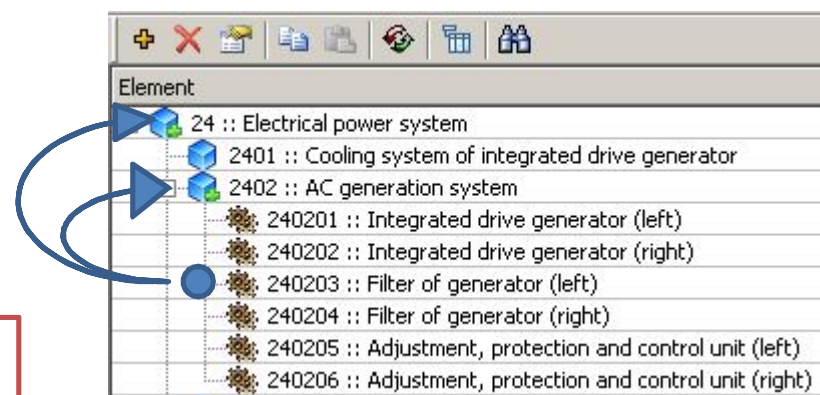 Element
24 :: Electrical power system
2401 :: Cooling system of integrated drive generator
2402 :: AC generation system
240201 :: Integrated drive generator (left)
240202 :: Integrated drive generator (right)
240203 :: Filter of generator (left)
240204 :: Filter of generator (right)
240205 :: Adjustment, protection and control unit (left)
240206 :: Adjustment, protection and control unit (right)